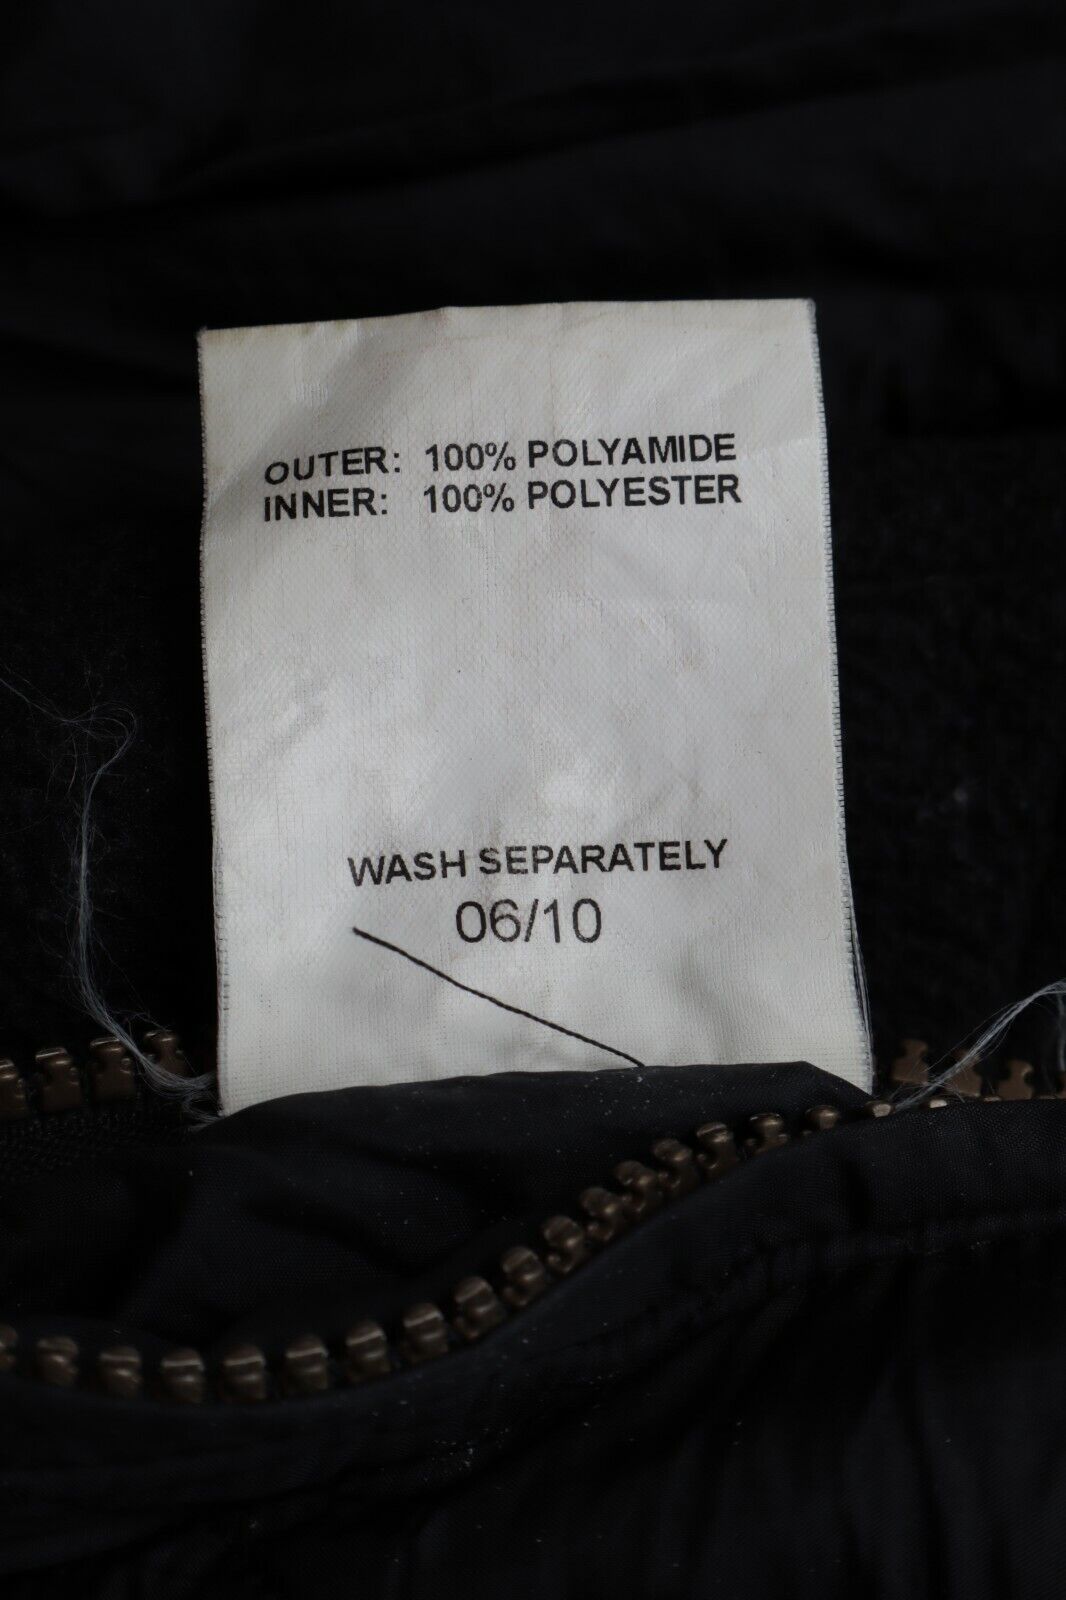 OUTER: 100% POLYAMIDE
INNER: 100% POLYESTER
WASH SEPARATELY
06/10